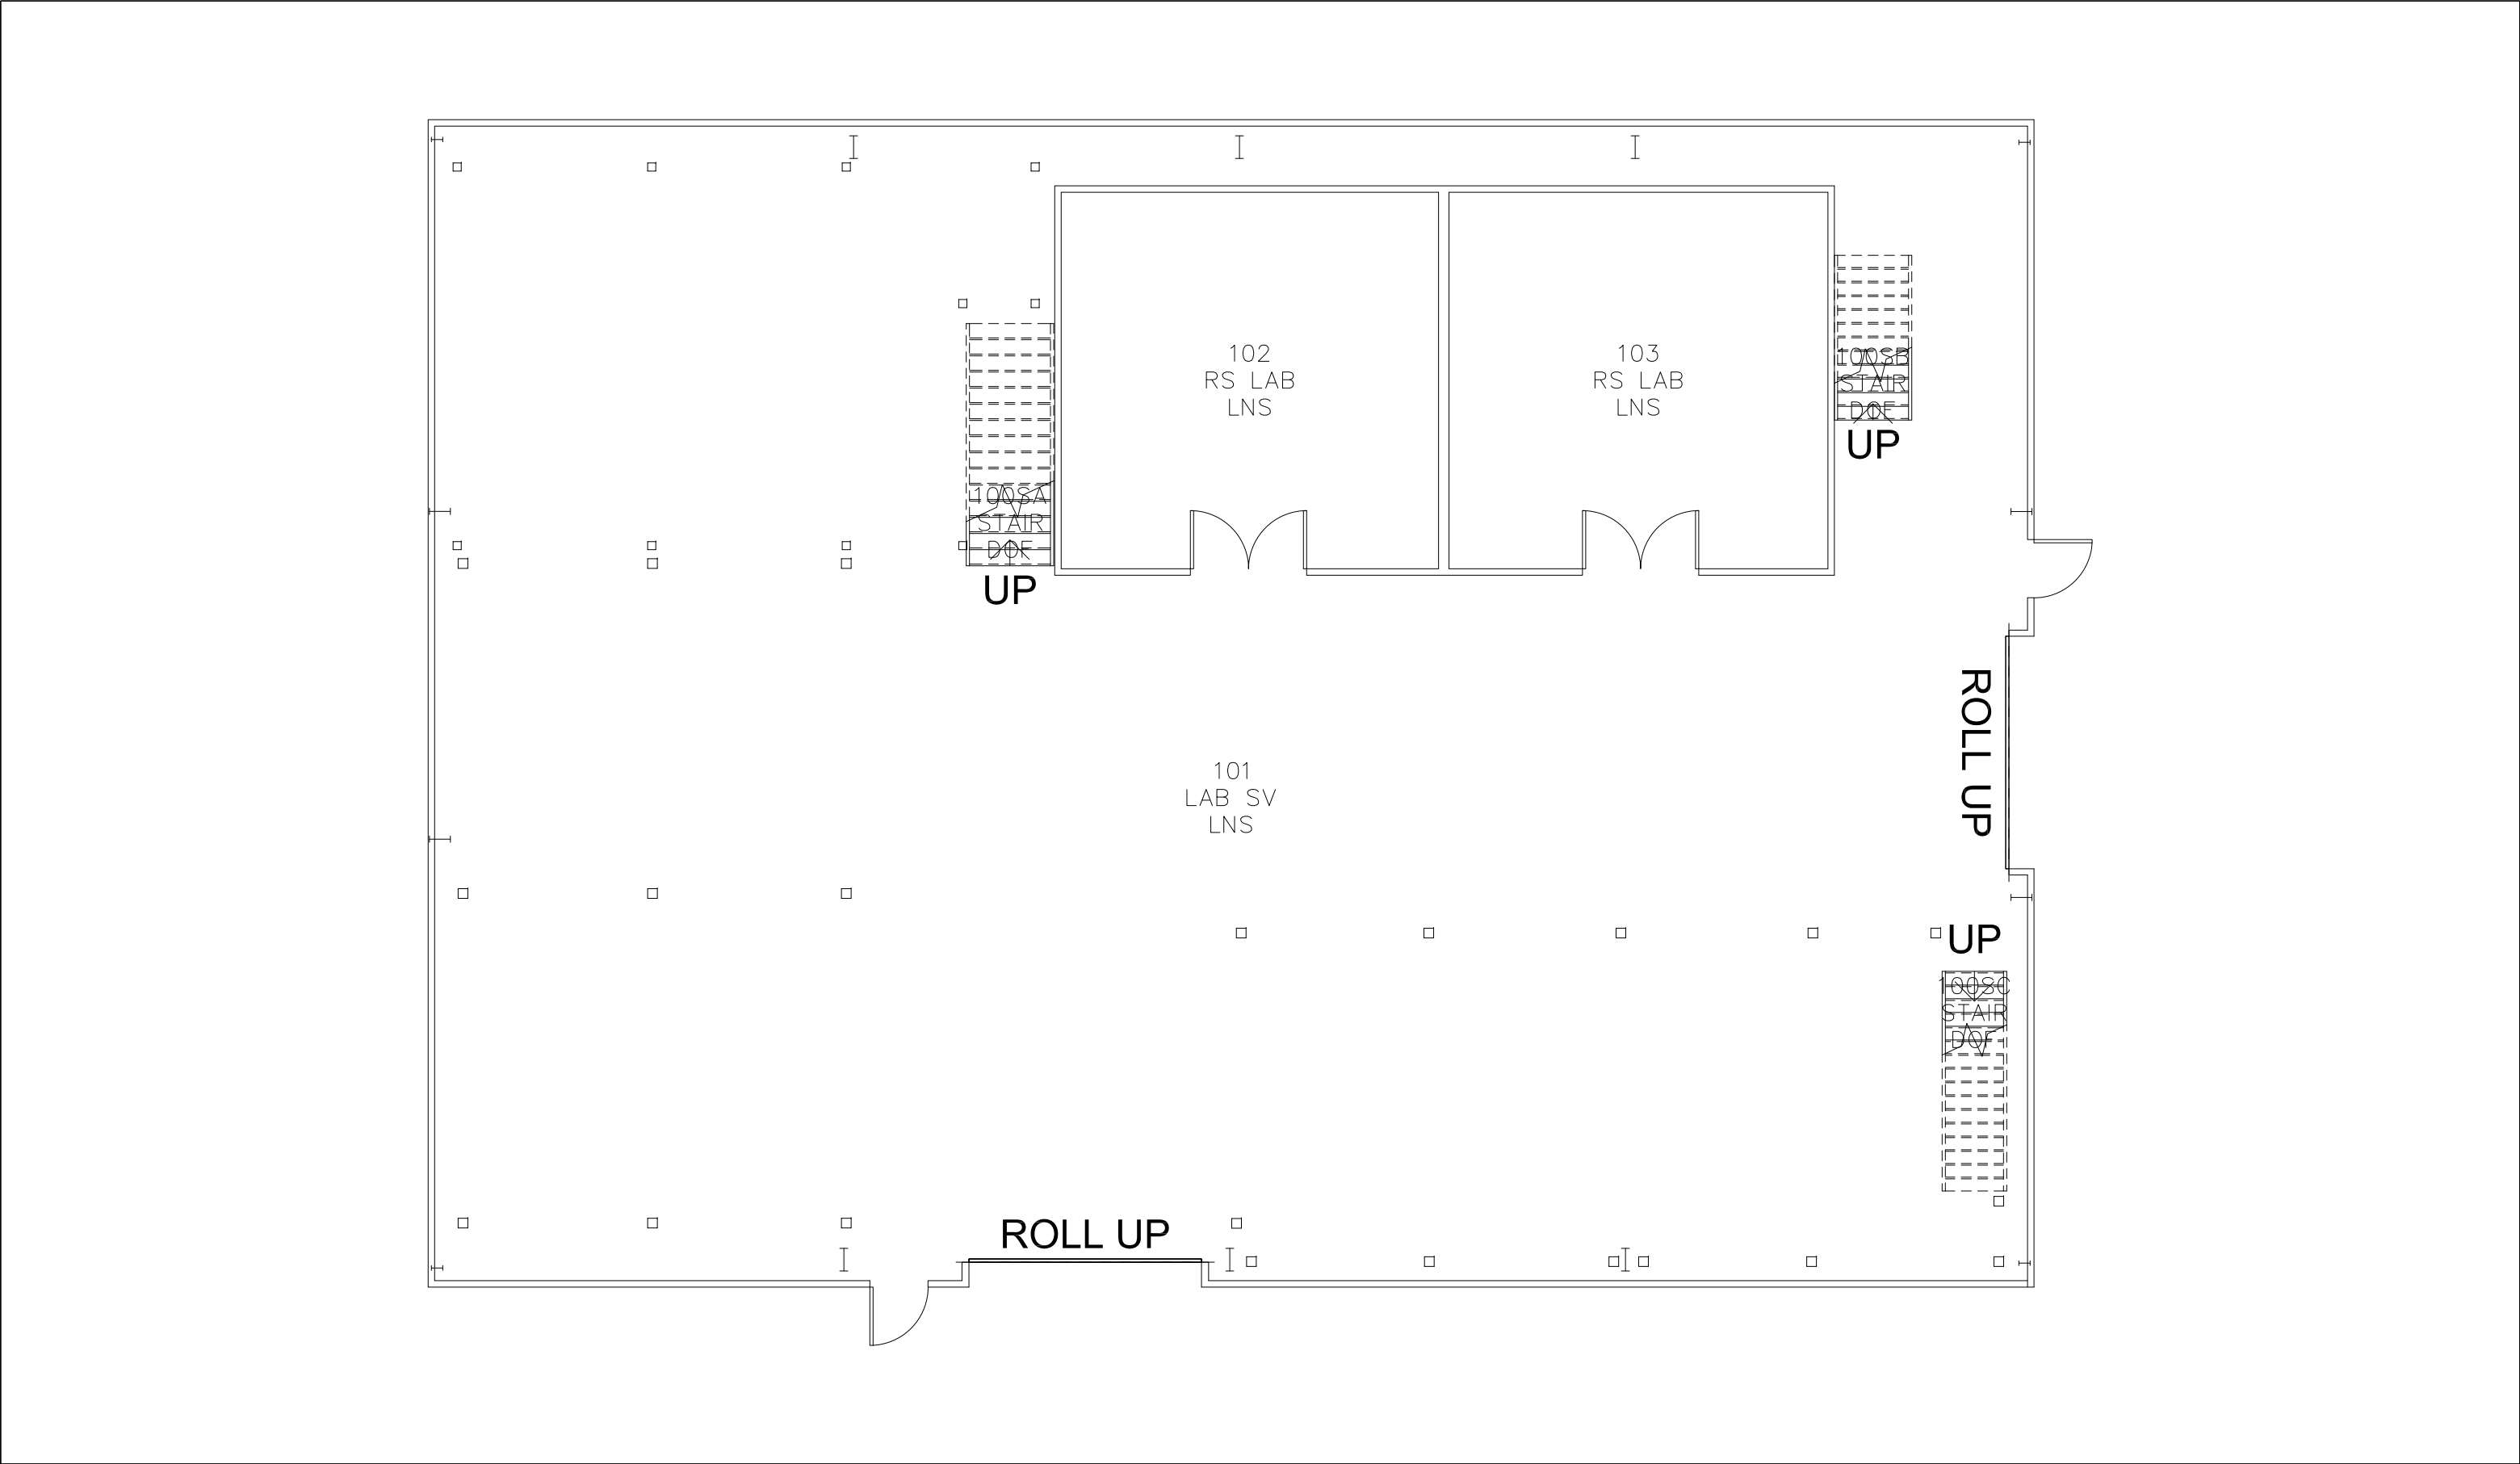 102
RS LAB
LNS
103
RS LAB
LNS
100SB
STAIR
DOF
UP
100SA
STAIR
DOF
UP
ROLL UP
101
LAB SV
LNS
UP
100SC
STAIR
DOF
ROLL UP